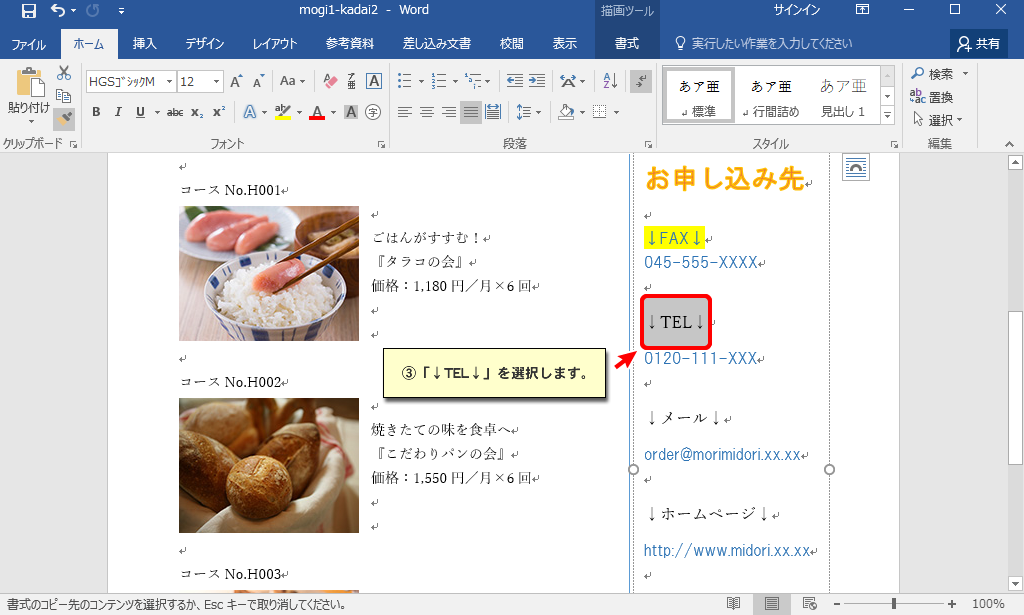 mogi1-kadai2 - Word
描画ツール
サインイン
ファイル
ホーム
挿入
デザイン
レイアウト
参考資料
差し込み文書
校閲
表示
書式
実行したい作業を入力してください
共有
貼り付け
HGSｺﾞｼｯｸM
12
Aa
B I U abc x₂ x²
あア亜
あア亜
あア亜
↲標準
↲行間詰め
見出し 1
検索
置換
選択
クリップボード
フォント
段落
スタイル
編集
コース No.H001↵
↵
ごはんがすすむ！↵
『タラコの会』↵
価格：1,180 円／月×6 回↵
↵
↵
コース No.H002↵
↵
焼きたての味を食卓へ↵
『こだわりパンの会』↵
価格：1,550 円／月×6 回↵
↵
↵
コース No.H003↵
お申し込み先↵
↵
↓FAX↓↵
045-555-XXXX↵
↵
↓TEL↓
0120-111-XXX↵
↵
↓メール↓↵
order@morimidori.xx.xx↵
↵
↓ホームページ↓↵
http://www.midori.xx.xx↵
↵
③「↓TEL↓」を選択します。
書式のコピー先のコンテンツを選択するか、Esc キーで取り消してください。
100%